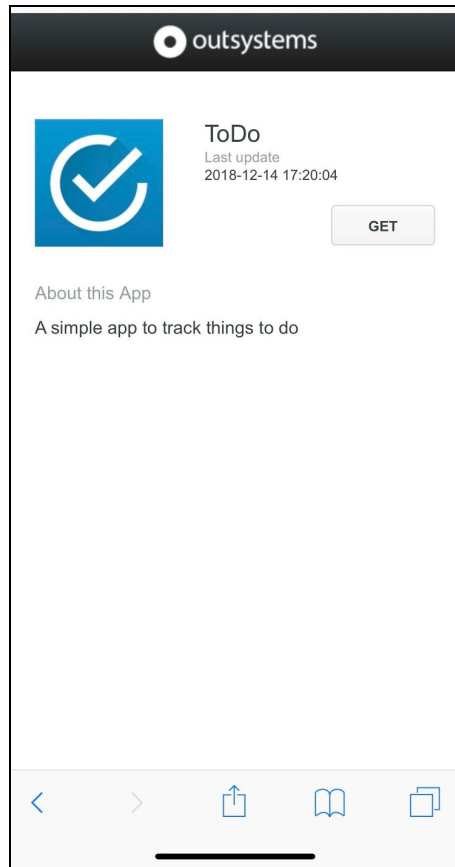 outsystems
ToDo
Last update
2018-12-14 17:20:04
GET
About this App
A simple app to track things to do